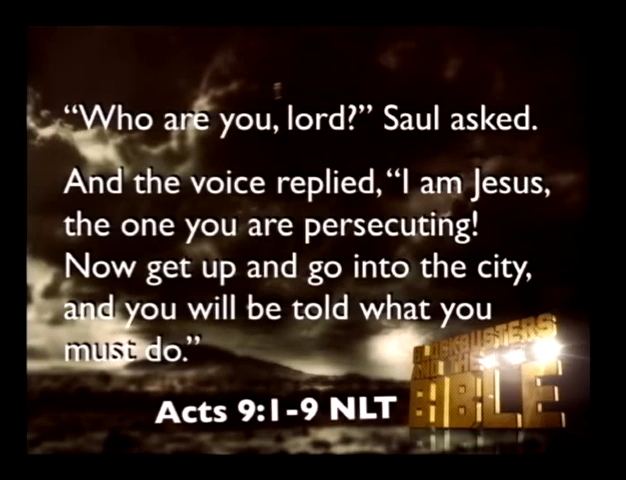 “Who are you, lord?” Saul asked.
And the voice replied, “I am Jesus,
the one you are persecuting!
Now get up and go into the city,
and you will be told what you
must do.”
Acts 9:1-9 NLT
BLOCKBUSTERS
BIBLE